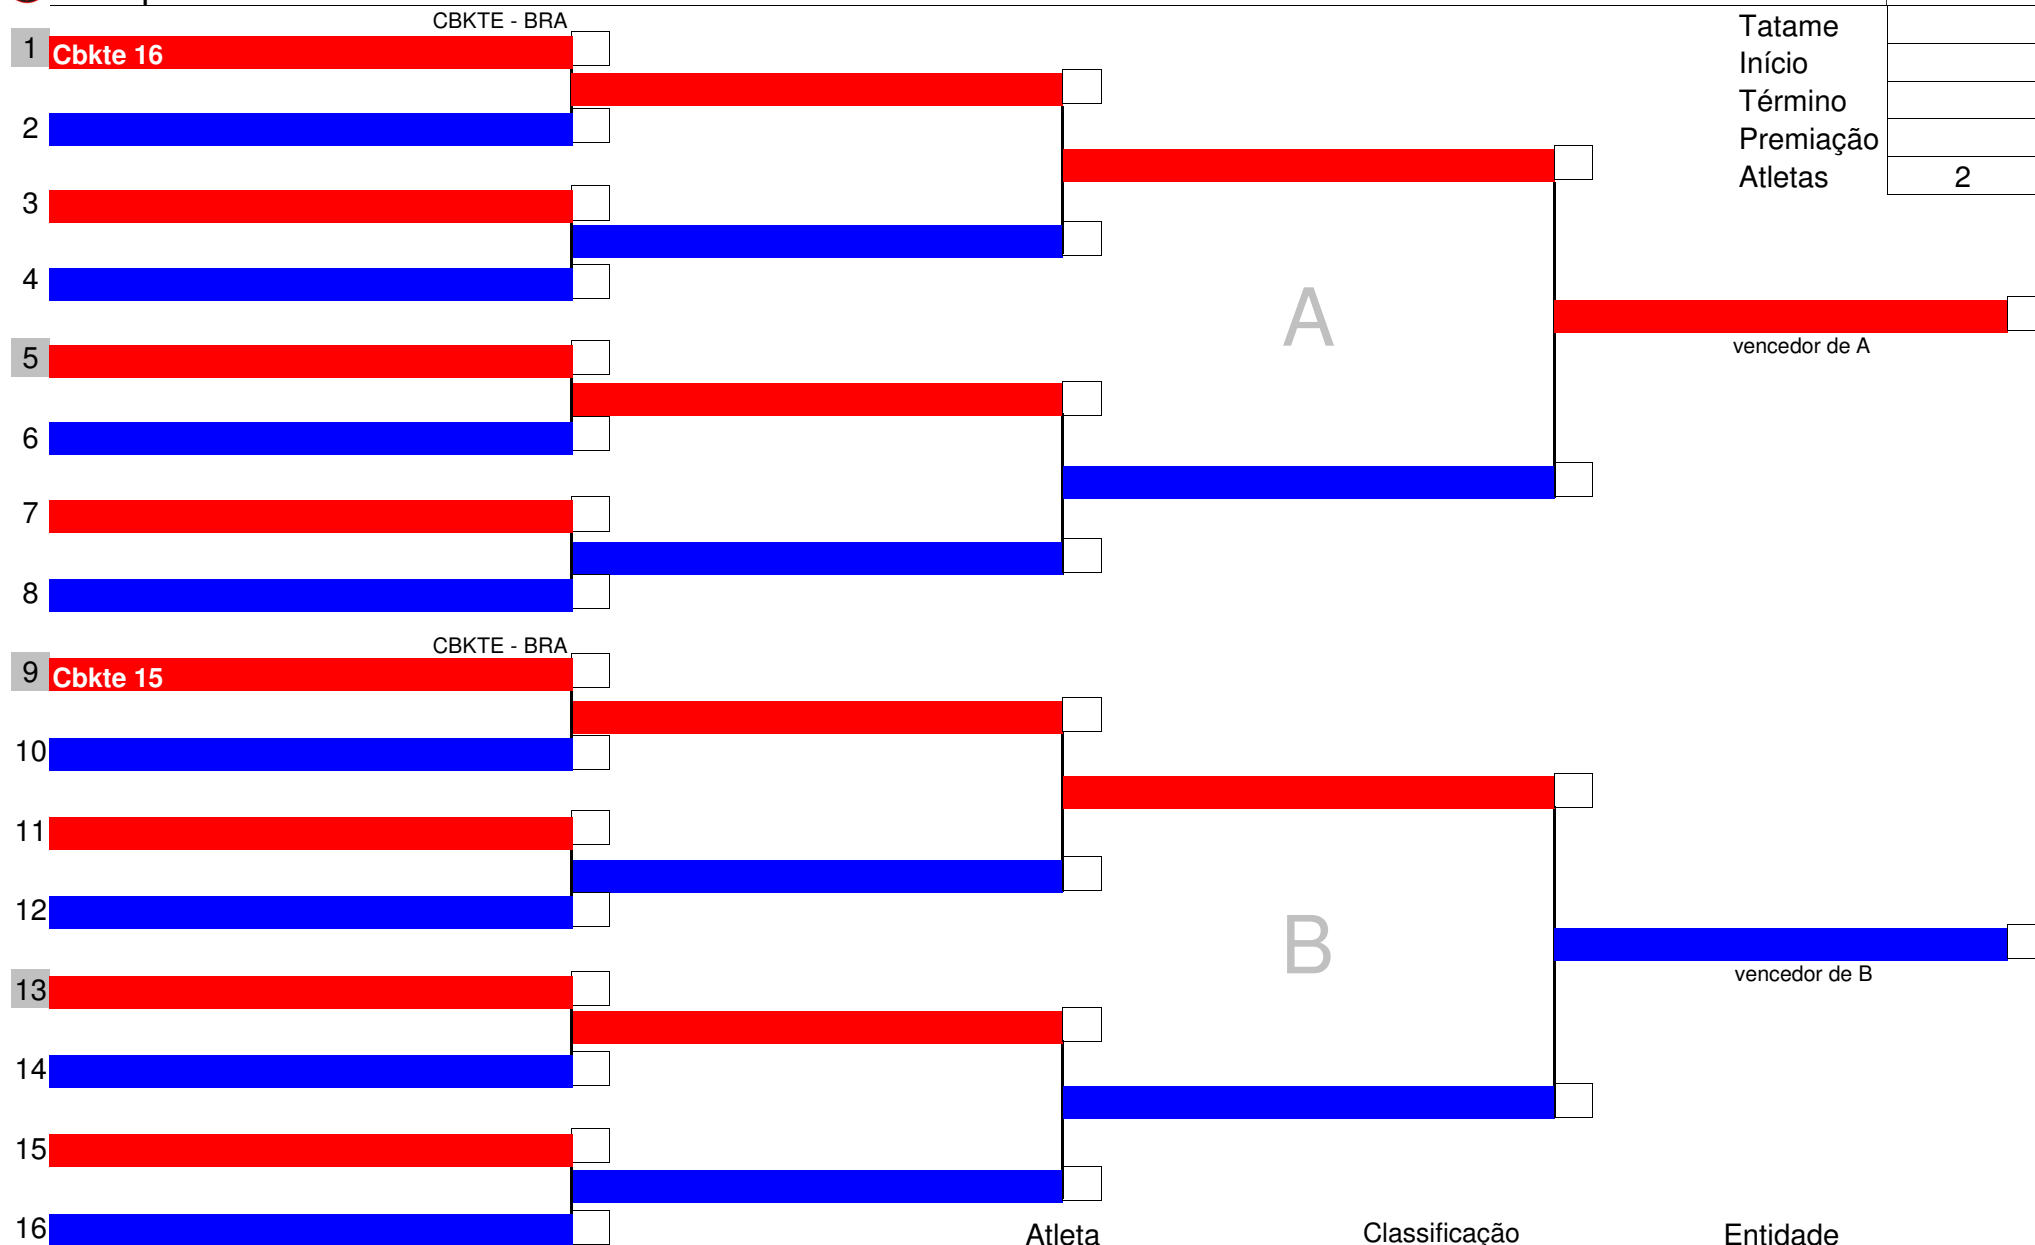 CBKTE - BRA
Tatame
1 Cbkte 16
Início
Término
2
Premiação
Atletas 2
3
4
A
5
vencedor de A
6
7
8
CBKTE - BRA
9 Cbkte 15
10
11
12
B
13
vencedor de B
14
15
16
Atleta Classificação Entidade